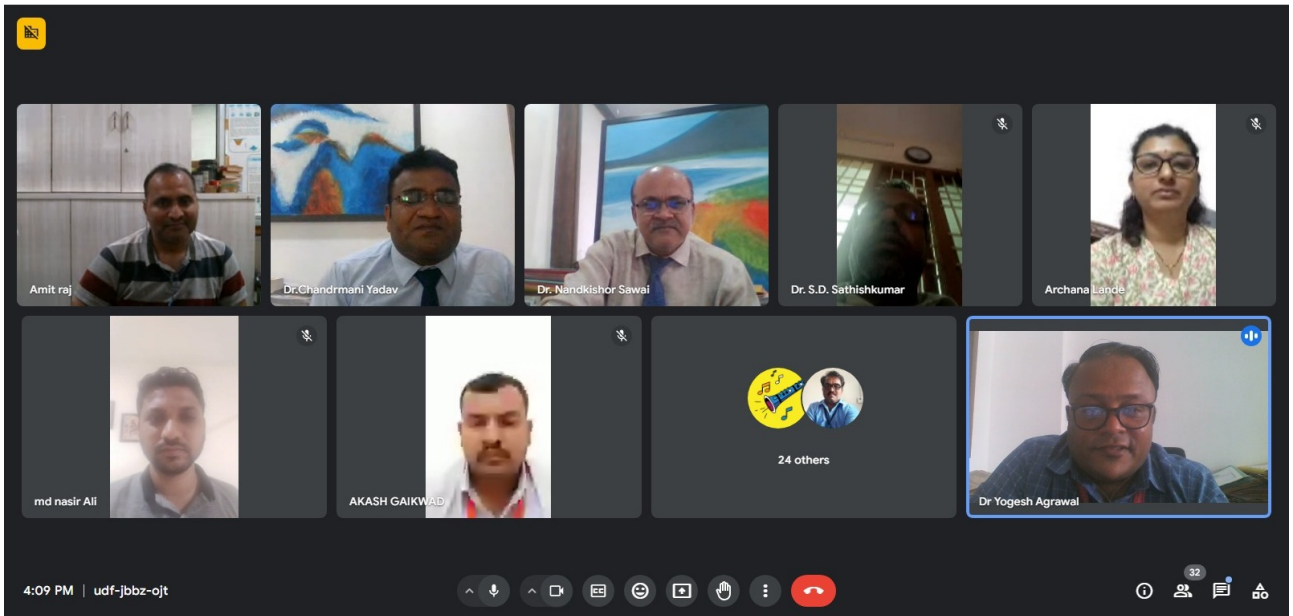 Amit raj
Dr.Chandrmani Yadav
Dr. Nandkishor Sawai
Dr. S.D. Sathishkumar
Archana Lande
md nasir Ali
AKASH GAIKWAD
24 others
Dr Yogesh Agrawal
4:09 PM | udf-jbbz-ojt
CC
32